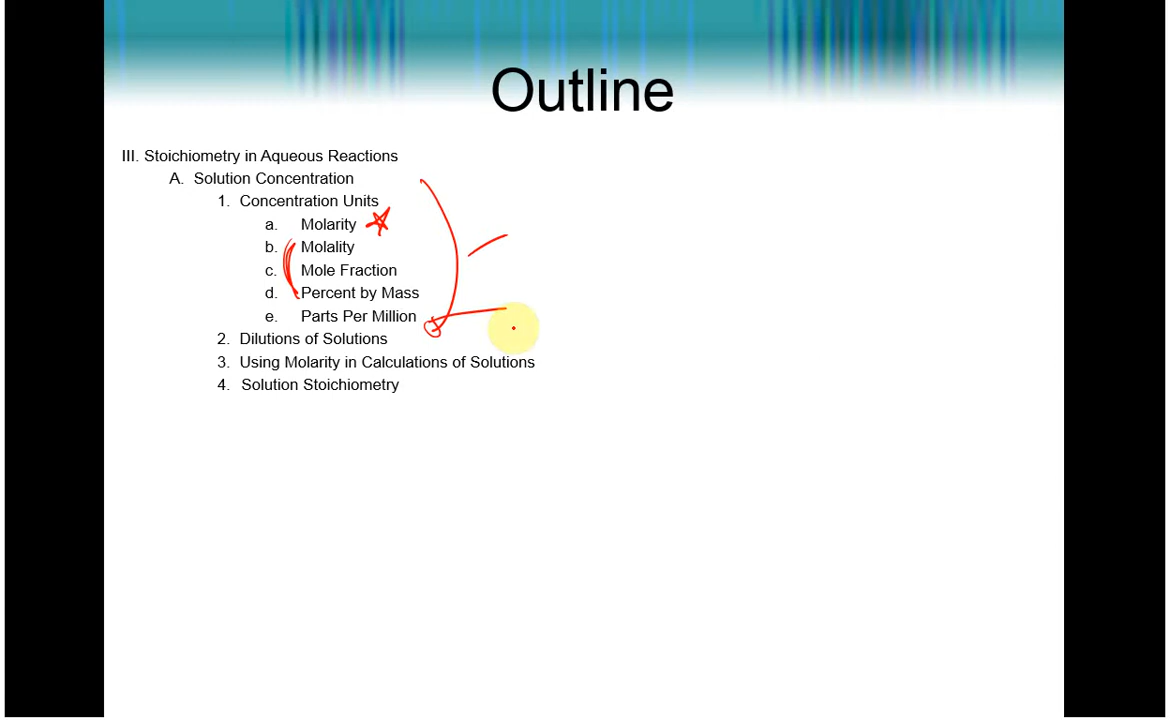 Outline
III. Stoichiometry in Aqueous Reactions
A. Solution Concentration
1. Concentration Units
a. Molarity
b. Molality
c. Mole Fraction
d. Percent by Mass
e. Parts Per Million
2. Dilutions of Solutions
3. Using Molarity in Calculations of Solutions
4. Solution Stoichiometry